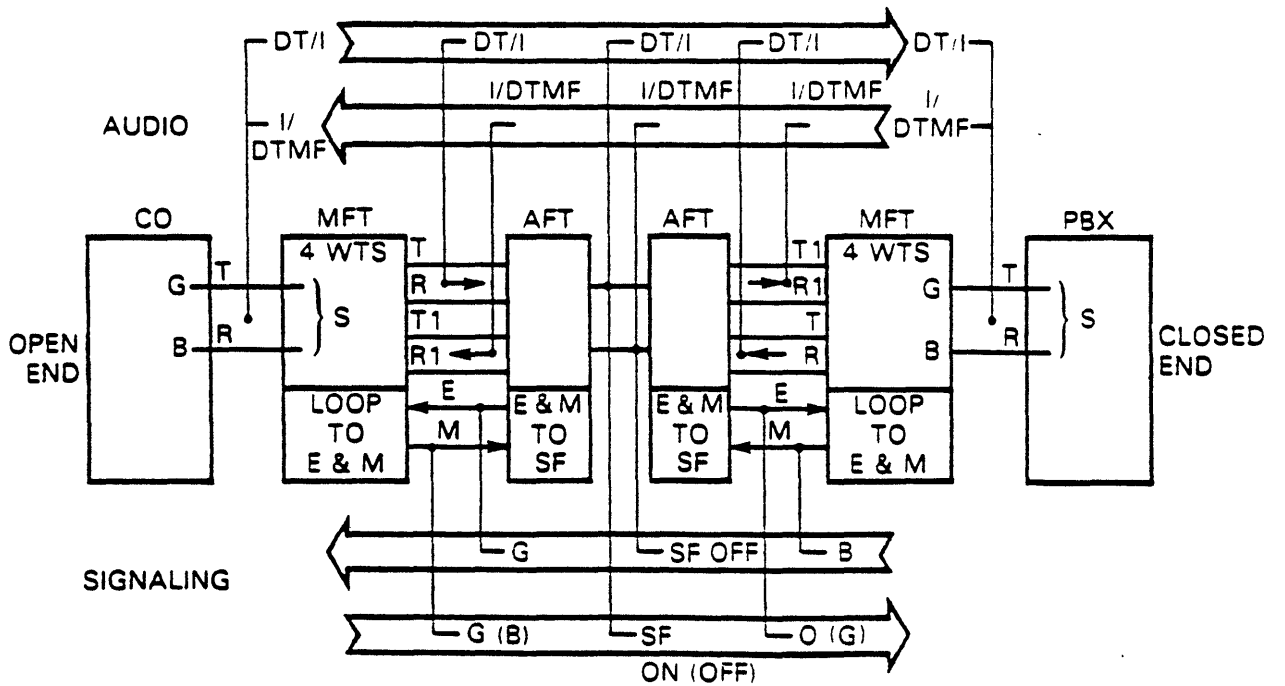 DT/I DT/I DT/I DT/I DT/I
I/DTMF I/DTMF I/DTMF I/
DTMF
AUDIO
I/
DTMF
CO MFT AFT AFT MFT PBX
4 WTS T T1 4 WTS
G T R R1 G T
S T1 T S
B R R1 R B R
OPEN
END
CLOSED
END
LOOP
TO
E & M
E
M
E & M
TO
SF
E & M
TO
SF
E
M
LOOP
TO
E & M
G SF OFF B
SIGNALING
G (B) SF O (G)
ON (OFF)